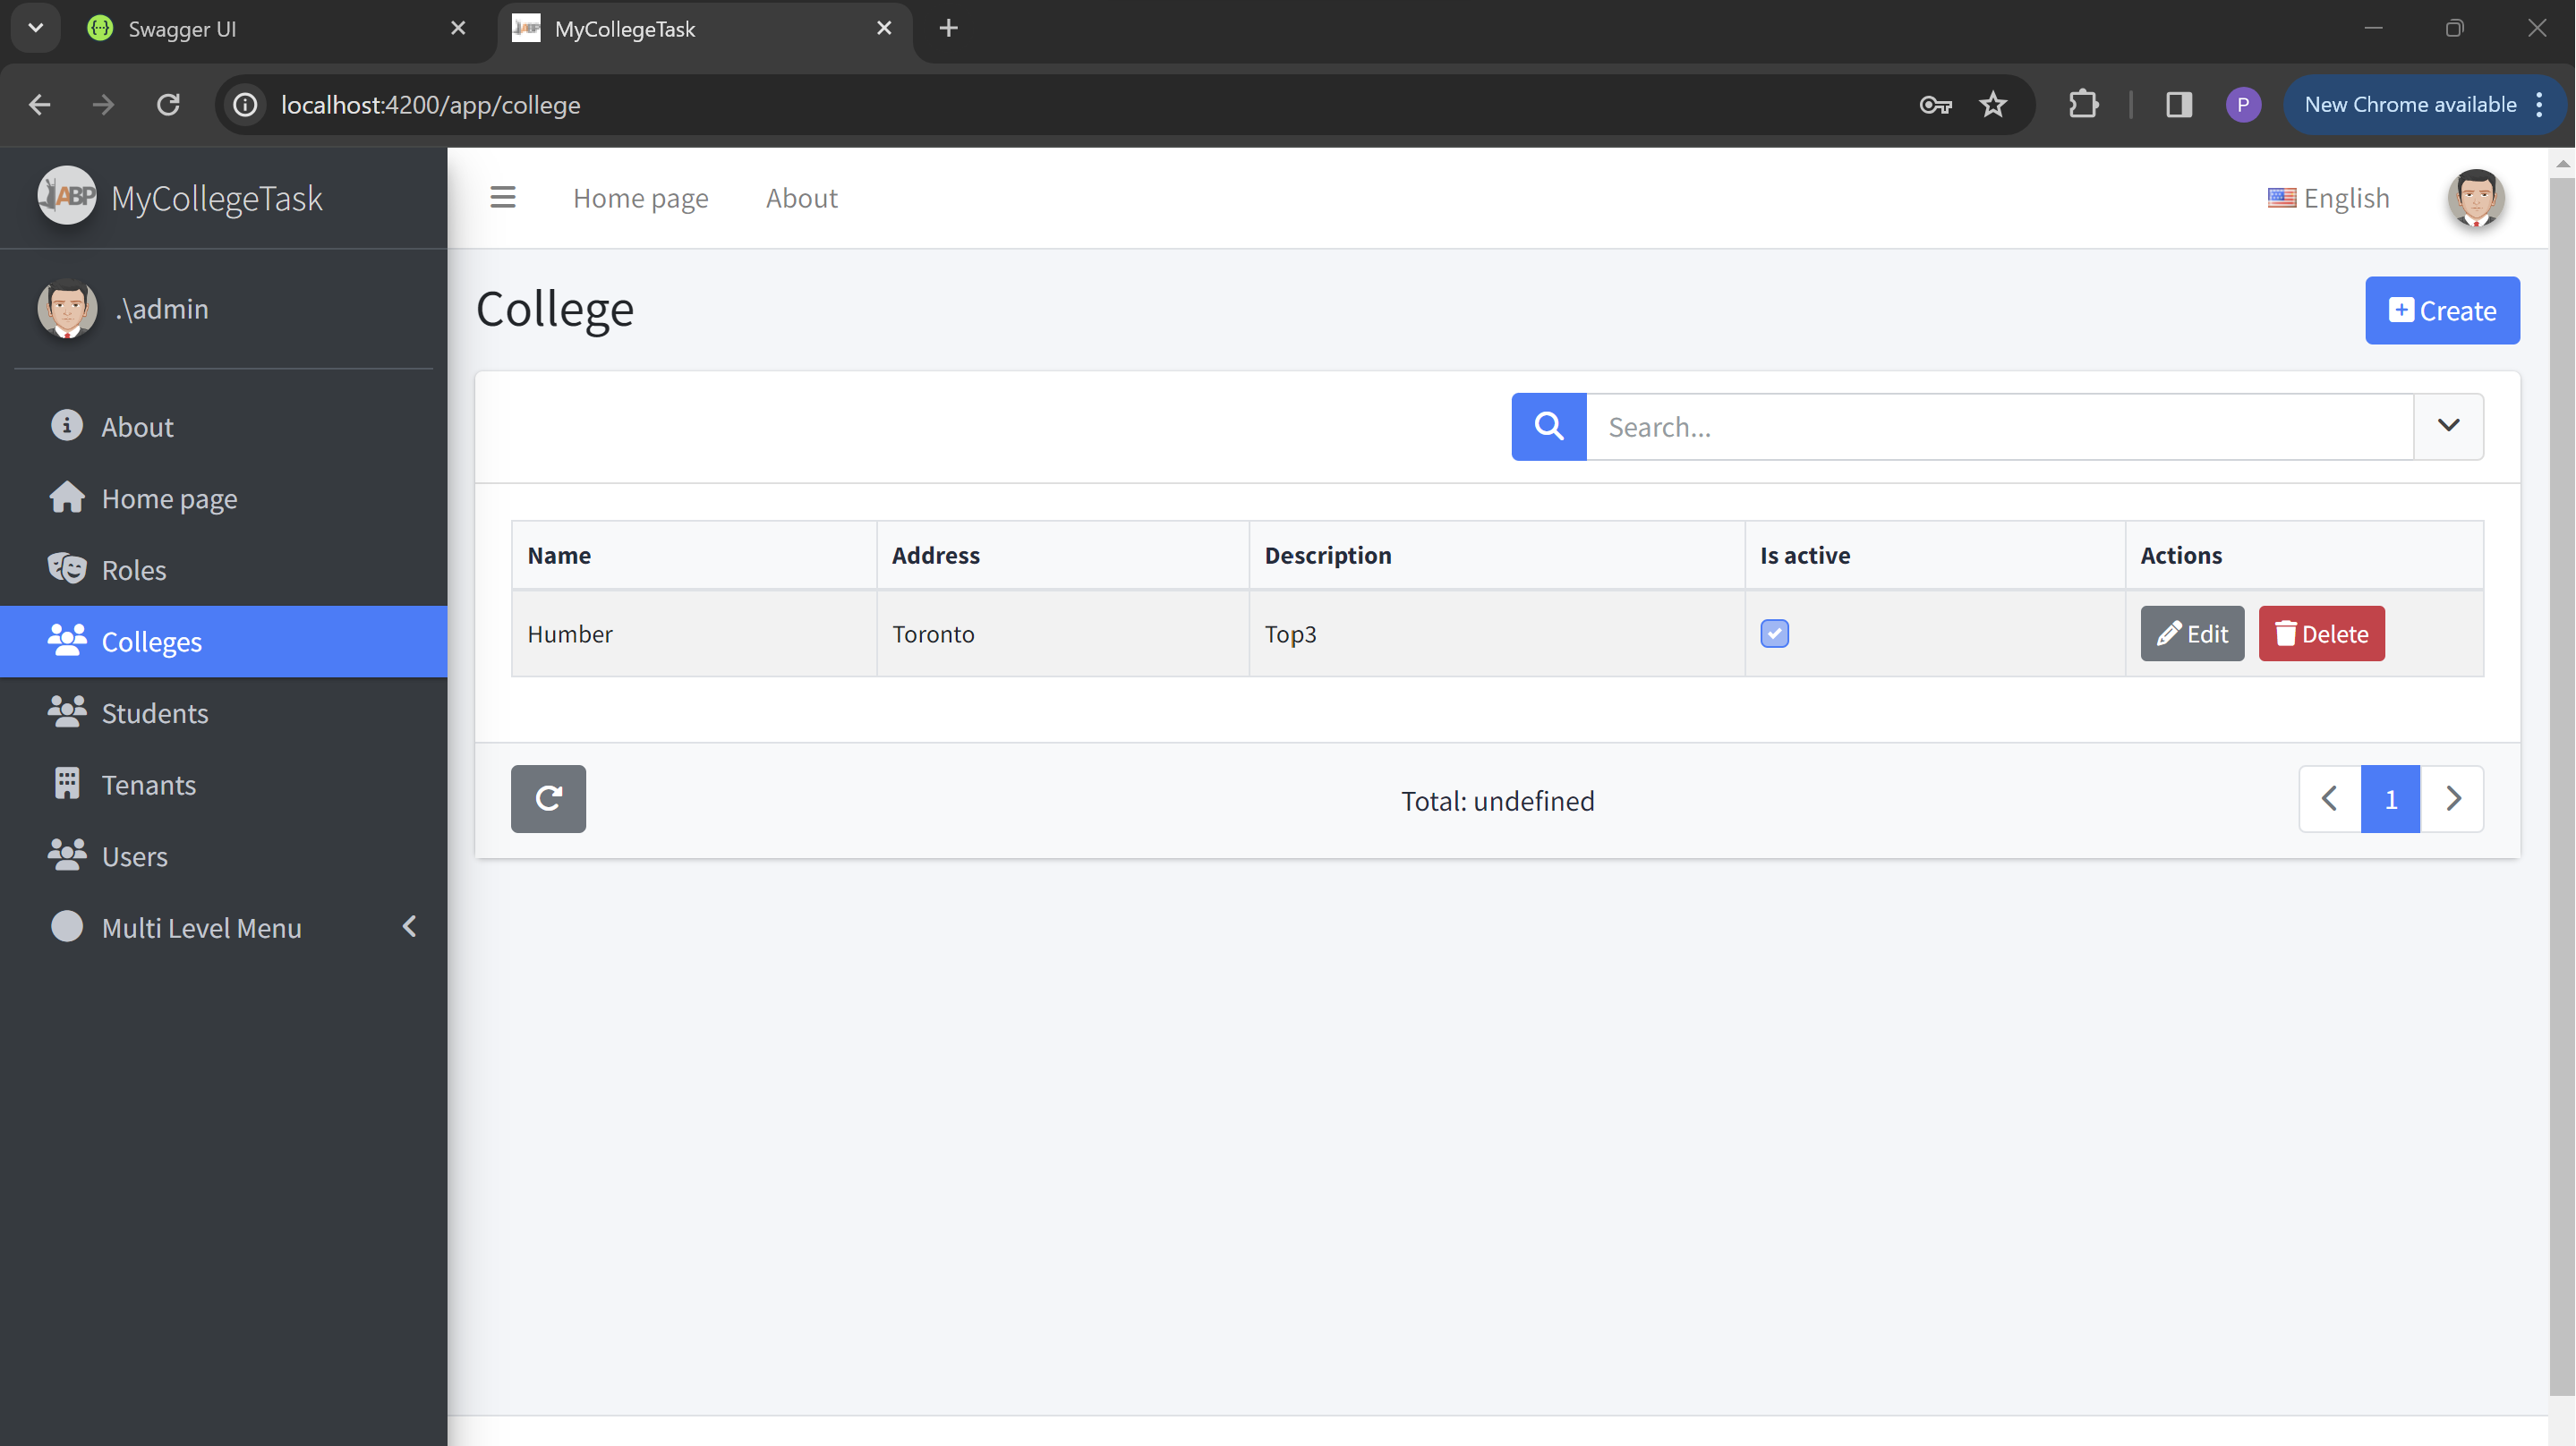 Swagger UI
MyCollegeTask
localhost:4200/app/college
P
New Chrome available
ABP
MyCollegeTask
Home page
About
English
.\admin
College
Create
About
Search...
Home page
Name
Address
Description
Is active
Actions
Roles
Humber
Toronto
Top3
Edit
Delete
Colleges
Students
Tenants
Total: undefined
1
Users
Multi Level Menu